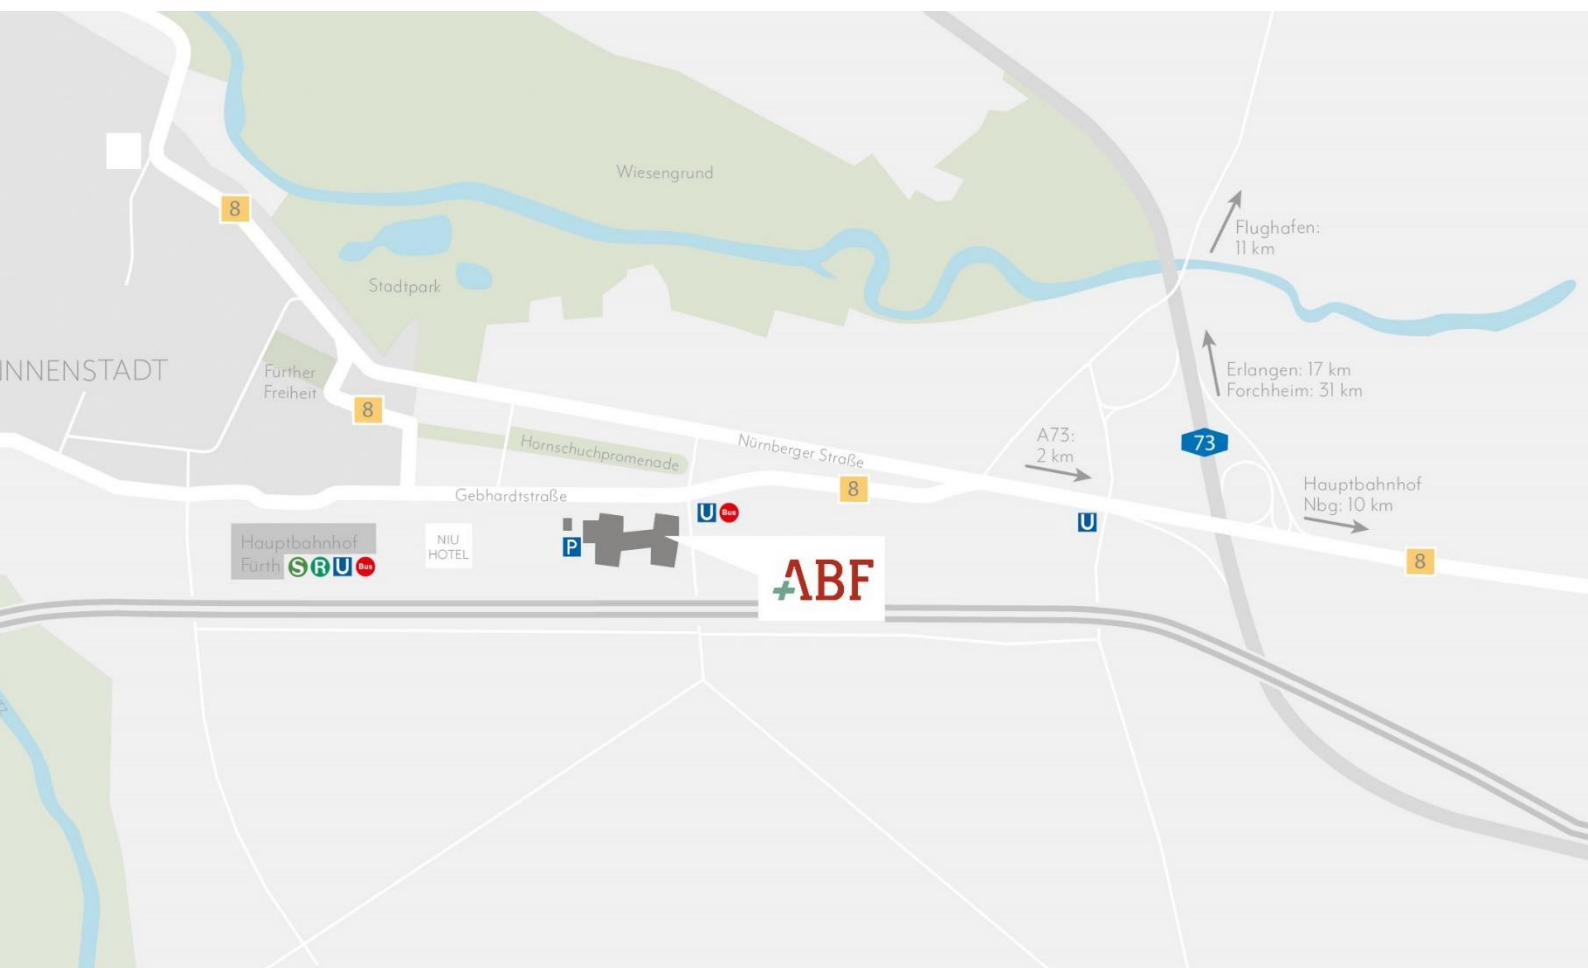 Wiesengrund
8
Flughafen:
11 km
Stadtpark
INNENSTADT
Fürther
Freiheit
8
Erlangen: 17 km
Forchheim: 31 km
Hornschuchpromenade
Nürnberger Straße
A73:
2 km
73
Gebhardtstraße
8
Hauptbahnhof
Nbg: 10 km
U Bus
U
Hauptbahnhof
Fürth S R U Bus
NIU
HOTEL
P
ABF
8